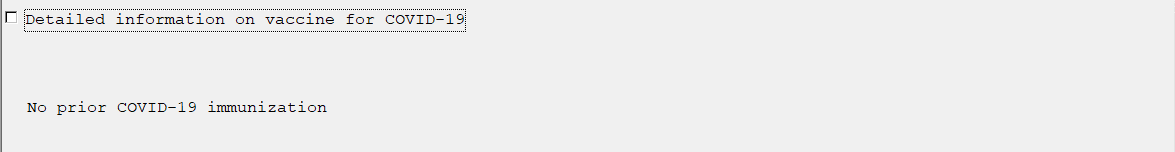 Detailed information on vaccine for COVID-19
No prior COVID-19 immunization